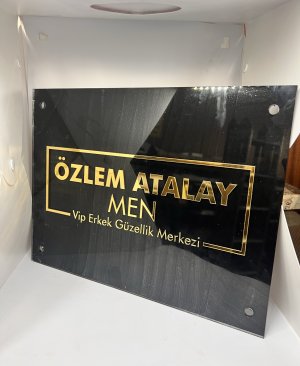 ÖZLEM ATALAY
MEN
Vip Erkek Güzellik Merkezi